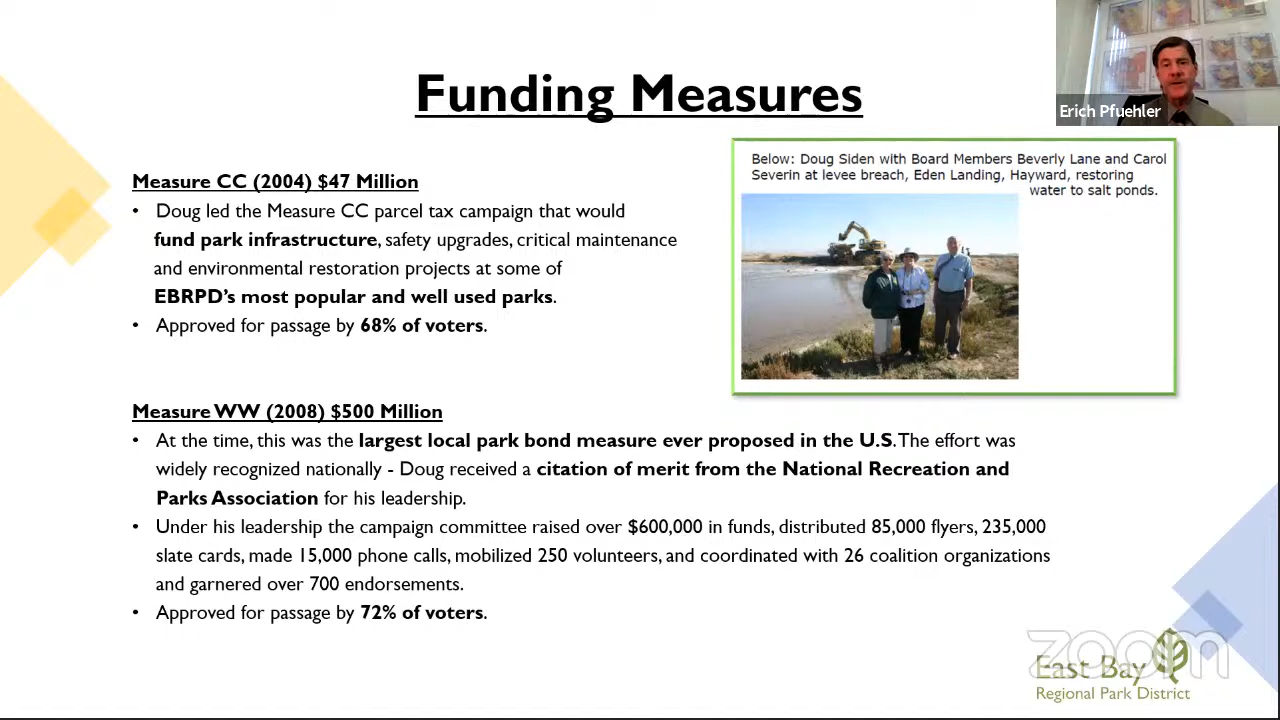 Funding Measures
Erich Pfuehler
Below: Doug Siden with Board Members Beverly Lane and Carol
Severin at levee breach, Eden Landing, Hayward, restoring
water to salt ponds.
Measure CC (2004) $47 Million
• Doug led the Measure CC parcel tax campaign that would
fund park infrastructure, safety upgrades, critical maintenance
and environmental restoration projects at some of
EBRPD's most popular and well used parks.
• Approved for passage by 68% of voters.
Measure WW (2008) $500 Million
• At the time, this was the largest local park bond measure ever proposed in the U.S. The effort was
widely recognized nationally - Doug received a citation of merit from the National Recreation and
Parks Association for his leadership.
• Under his leadership the campaign committee raised over $600,000 in funds, distributed 85,000 flyers, 235,000
slate cards, made 15,000 phone calls, mobilized 250 volunteers, and coordinated with 26 coalition organizations
and garnered over 700 endorsements.
• Approved for passage by 72% of voters.
zoom
East Bay
Regional Park District